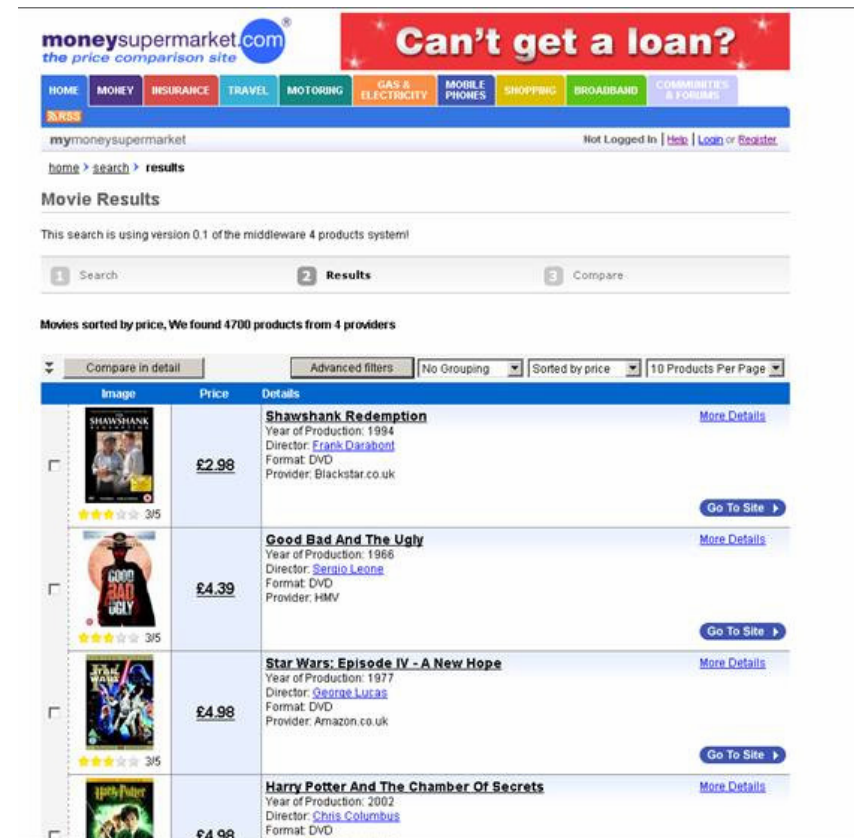 moneysupermarket.com®
the price comparison site
Can't get a loan?
HOME MONEY INSURANCE TRAVEL MOTORING GAS & ELECTRICITY MOBILE PHONES SHOPPING BROADBAND COMMUNITIES & FORUMS
RSS
mymoneysupermarket Not Logged In | Help | Login or Register
home > search > results
Movie Results
This search is using version 0.1 of the middleware 4 products system!
1 Search 2 Results 3 Compare
Movies sorted by price, We found 4700 products from 4 providers
Compare in detail Advanced filters No Grouping Sorted by price 10 Products Per Page
Image Price Details
Shawshank Redemption More Details
Year of Production: 1994
Director: Frank Darabont
Format: DVD
Provider: Blackstar.co.uk
SHAWSHANK
£2.98
3/5
Go To Site
Good Bad And The Ugly More Details
Year of Production: 1966
Director: Sergio Leone
Format: DVD
Provider: HMV
GOOD
BAD
UGLY
£4.39
3/5
Go To Site
Star Wars: Episode IV - A New Hope More Details
Year of Production: 1977
Director: George Lucas
Format: DVD
Provider: Amazon.co.uk
STAR
WARS
£4.98
3/5
Go To Site
Harry Potter And The Chamber Of Secrets More Details
Year of Production: 2002
Director: Chris Columbus
Format: DVD
Harry Potter
£4.98